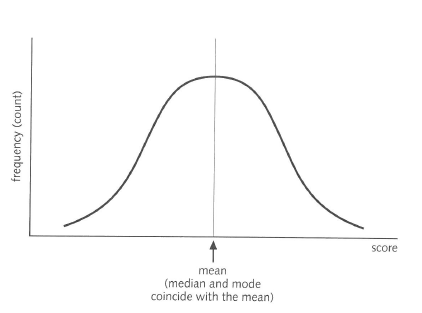 frequency (count)
score
mean
(median and mode
coincide with the mean)